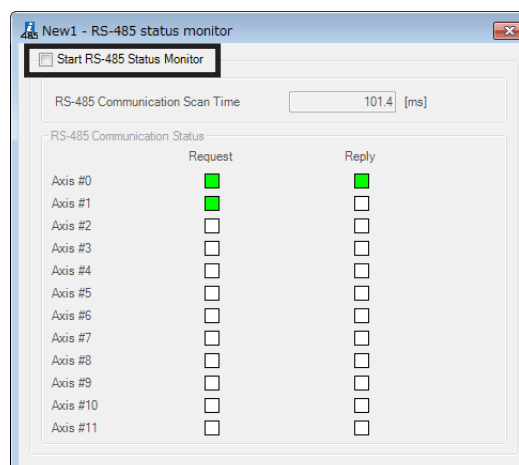 485 New1 - RS-485 status monitor
Start RS-485 Status Monitor
RS-485 Communication Scan Time 101.4 [ms]
RS-485 Communication Status
Request Reply
Axis #0
Axis #1
Axis #2
Axis #3
Axis #4
Axis #5
Axis #6
Axis #7
Axis #8
Axis #9
Axis #10
Axis #11